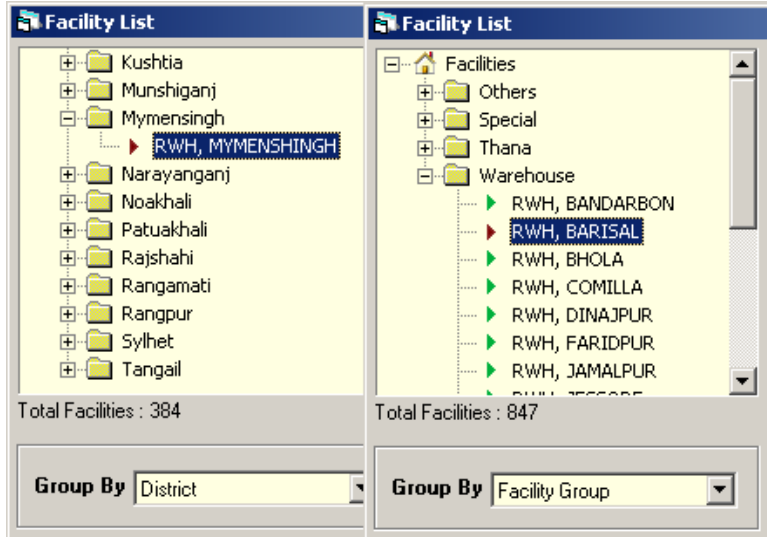 Facility List
Kushtia
Munshiganj
Mymensingh
RWH, MYMENSHINGH
Narayanganj
Noakhali
Patuakhali
Rajshahi
Rangamati
Rangpur
Sylhet
Tangail
Total Facilities : 384
Group By District
Facility List
Facilities
Others
Special
Thana
Warehouse
RWH, BANDARBON
RWH, BARISAL
RWH, BHOLA
RWH, COMILLA
RWH, DINAJPUR
RWH, FARIDPUR
RWH, JAMALPUR
RWH, JESSORE
Total Facilities : 847
Group By Facility Group